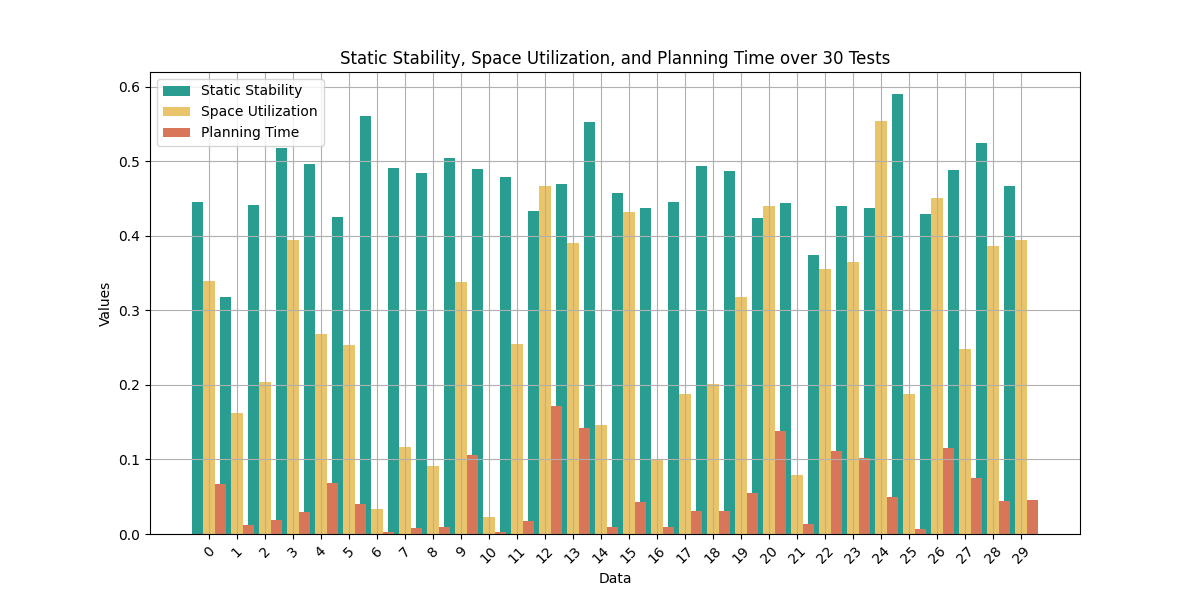 Static Stability, Space Utilization, and Planning Time over 30 Tests
Static Stability
Space Utilization
Planning Time
0.6
0.5
0.4
0.3
0.2
0.1
0.0
Values
0 1 2 3 4 5 6 7 8 9 10 11 12 13 14 15 16 17 18 19 20 21 22 23 24 25 26 27 28 29
Data